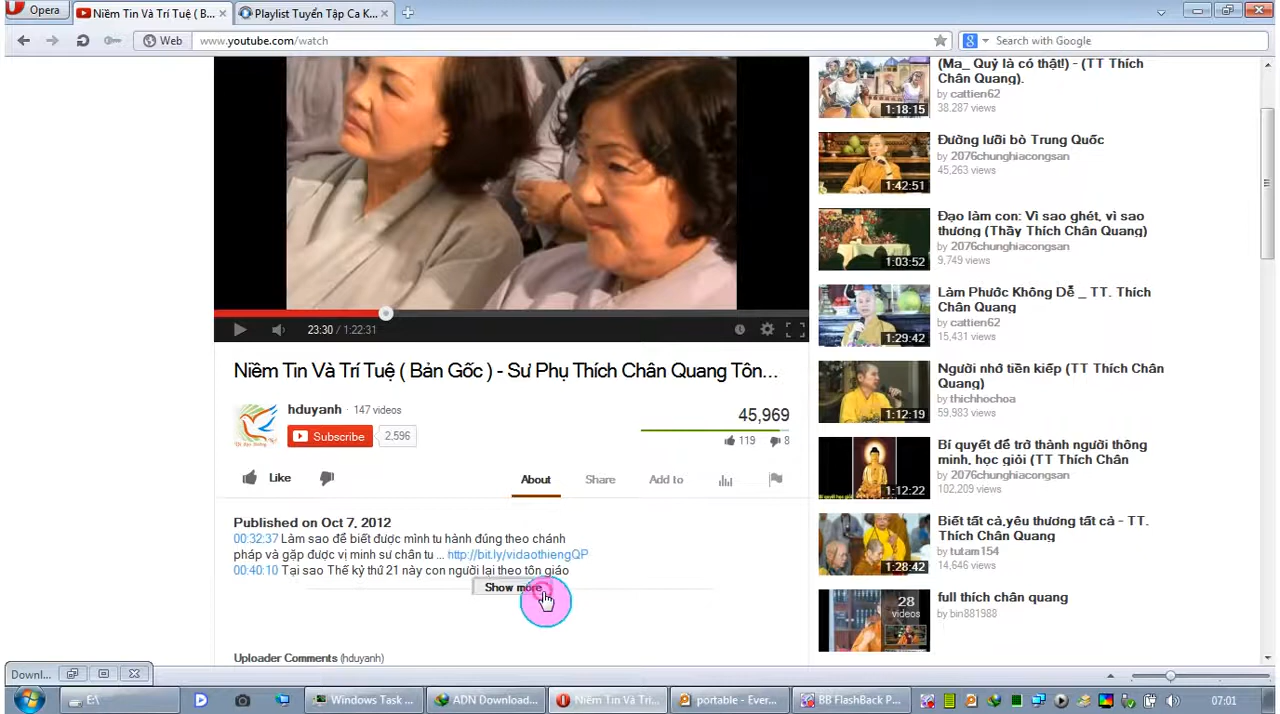 Opera
Niềm Tin Và Trí Tuệ ( B...
Playlist Tuyển Tập Ca K...
Web
www.youtube.com/watch
Search with Google
23:30 / 1:22:31
Niềm Tin Và Trí Tuệ ( Bản Gốc ) - Sư Phụ Thích Chân Quang Tôn...
hduyanh · 147 videos
Subscribe 2,596
45,969
119 8
Like
About Share Add to
Published on Oct 7, 2012
00:32:37 Làm sao để biết được mình tu hành đúng theo chánh
pháp và gặp được vị minh sư chân tu ... http://bit.ly/vidaothiengQP
00:40:10 Tại sao Thế kỷ thứ 21 này con người lại theo tôn giáo
Show more
Uploader Comments (hduyanh)
(Ma_ Quỷ là có thật!) - (TT Thích
Chân Quang).
by cattien62
38,287 views
1:18:15
Đường lưỡi bò Trung Quốc
by 2076chunghiacongsan
45,263 views
1:42:51
Đạo làm con: Vì sao ghét, vì sao
thương (Thầy Thích Chân Quang)
by 2076chunghiacongsan
9,749 views
1:03:52
Làm Phước Không Dễ _ TT. Thích
Chân Quang
by cattien62
15,431 views
1:29:42
Người nhớ tiền kiếp (TT Thích Chân
Quang)
by thichhochoa
59,983 views
1:12:19
Bí quyết để trở thành người thông
minh, học giỏi (TT Thích Chân
by 2076chunghiacongsan
102,209 views
1:12:22
Biết tất cả,yêu thương tất cả - TT.
Thích Chân Quang
by tutam154
14,646 views
1:28:42
full thích chân quang
by bin881988
28
videos
Downl...
E:\
Windows Task ...
ADN Download...
Niềm Tin Và Trí...
portable - Ever...
BB FlashBack P...
07:01